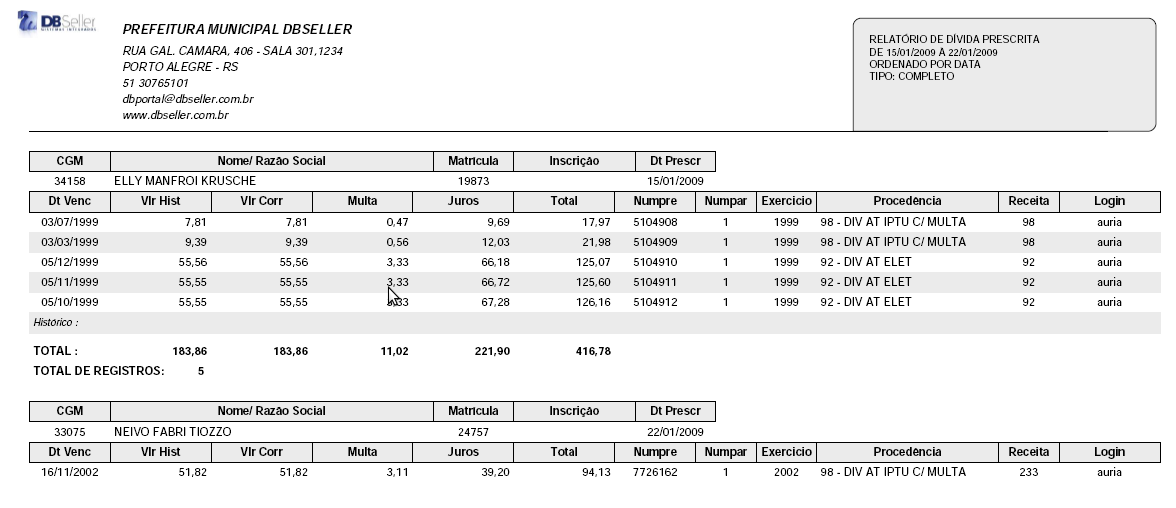 DBSeller
SISTEMAS INTEGRADOS
PREFEITURA MUNICIPAL DBSELLER
RUA GAL. CAMARA, 406 - SALA 301,1234
PORTO ALEGRE - RS
51 30765101
dbportal@dbseller.com.br
www.dbseller.com.br
RELATÓRIO DE DÍVIDA PRESCRITA
DE 15/01/2009 À 22/01/2009
ORDENADO POR DATA
TIPO: COMPLETO
CGM Nome/ Razão Social Matrícula Inscrição Dt Prescr
34158 ELLY MANFROI KRUSCHE 19873 15/01/2009
Dt Venc Vlr Hist Vlr Corr Multa Juros Total Numpre Numpar Exercício Procedência Receita Login
03/07/1999 7,81 7,81 0,47 9,69 17,97 5104908 1 1999 98 - DIV AT IPTU C/ MULTA 98 auria
03/03/1999 9,39 9,39 0,56 12,03 21,98 5104909 1 1999 98 - DIV AT IPTU C/ MULTA 98 auria
05/12/1999 55,56 55,56 3,33 66,18 125,07 5104910 1 1999 92 - DIV AT ELET 92 auria
05/11/1999 55,55 55,55 3,33 66,72 125,60 5104911 1 1999 92 - DIV AT ELET 92 auria
05/10/1999 55,55 55,55 3,33 67,28 126,16 5104912 1 1999 92 - DIV AT ELET 92 auria
Histórico :
TOTAL : 183,86 183,86 11,02 221,90 416,78
TOTAL DE REGISTROS: 5
CGM Nome/ Razão Social Matrícula Inscrição Dt Prescr
33075 NEIVO FABRI TIOZZO 24757 22/01/2009
Dt Venc Vlr Hist Vlr Corr Multa Juros Total Numpre Numpar Exercício Procedência Receita Login
16/11/2002 51,82 51,82 3,11 39,20 94,13 7726162 1 2002 98 - DIV AT IPTU C/ MULTA 233 auria